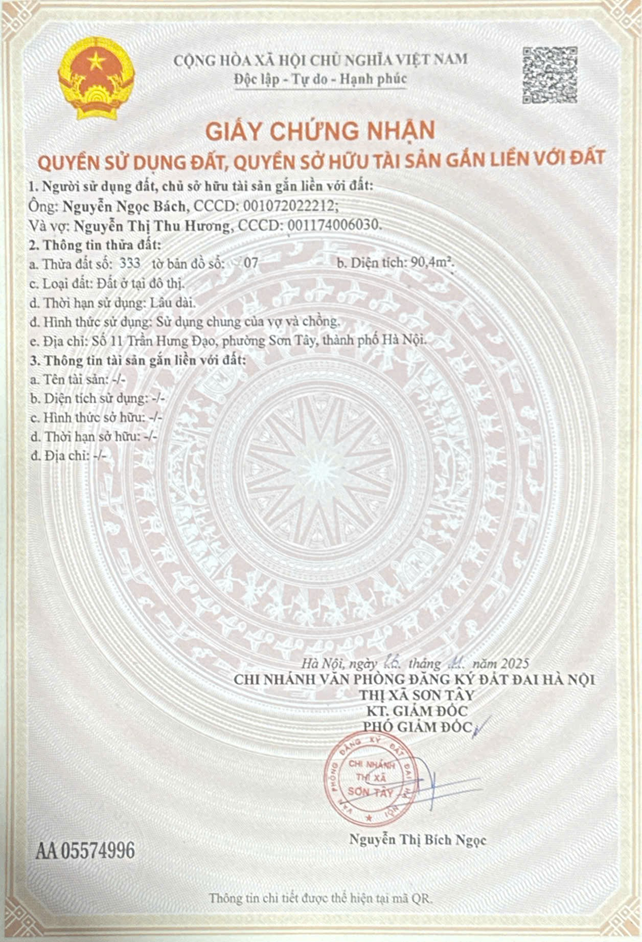 CỘNG HÒA XÃ HỘI CHỦ NGHĨA VIỆT NAM
Độc lập - Tự do - Hạnh phúc
GIẤY CHỨNG NHẬN
QUYỀN SỬ DỤNG ĐẤT, QUYỀN SỞ HỮU TÀI SẢN GẮN LIỀN VỚI ĐẤT
1. Người sử dụng đất, chủ sở hữu tài sản gắn liền với đất:
Ông: Nguyễn Ngọc Bách, CCCD: 001072022212;
Và vợ: Nguyễn Thị Thu Hương, CCCD: 001174006030.
2. Thông tin thửa đất:
a. Thửa đất số: 333 tờ bản đồ số: 07 b. Diện tích: 90,4m².
c. Loại đất: Đất ở tại đô thị.
d. Thời hạn sử dụng: Lâu dài.
đ. Hình thức sử dụng: Sử dụng chung của vợ và chồng.
e. Địa chỉ: Số 11 Trần Hưng Đạo, phường Sơn Tây, thành phố Hà Nội.
3. Thông tin tài sản gắn liền với đất:
a. Tên tài sản: -/-
b. Diện tích sử dụng: -/-
c. Hình thức sở hữu: -/-
d. Thời hạn sở hữu: -/-
đ. Địa chỉ: -/-
Hà Nội, ngày tháng năm 2025
CHI NHÁNH VĂN PHÒNG ĐĂNG KÝ ĐẤT ĐAI HÀ NỘI
THỊ XÃ SƠN TÂY
KT. GIÁM ĐỐC
PHÓ GIÁM ĐỐC
VĂN PHÒNG ĐĂNG KÝ ĐẤT ĐAI HÀ NỘI
CHI NHÁNH
THỊ XÃ
SƠN TÂY
Nguyễn Thị Bích Ngọc
AA 05574996
Thông tin chi tiết được thể hiện tại mã QR.